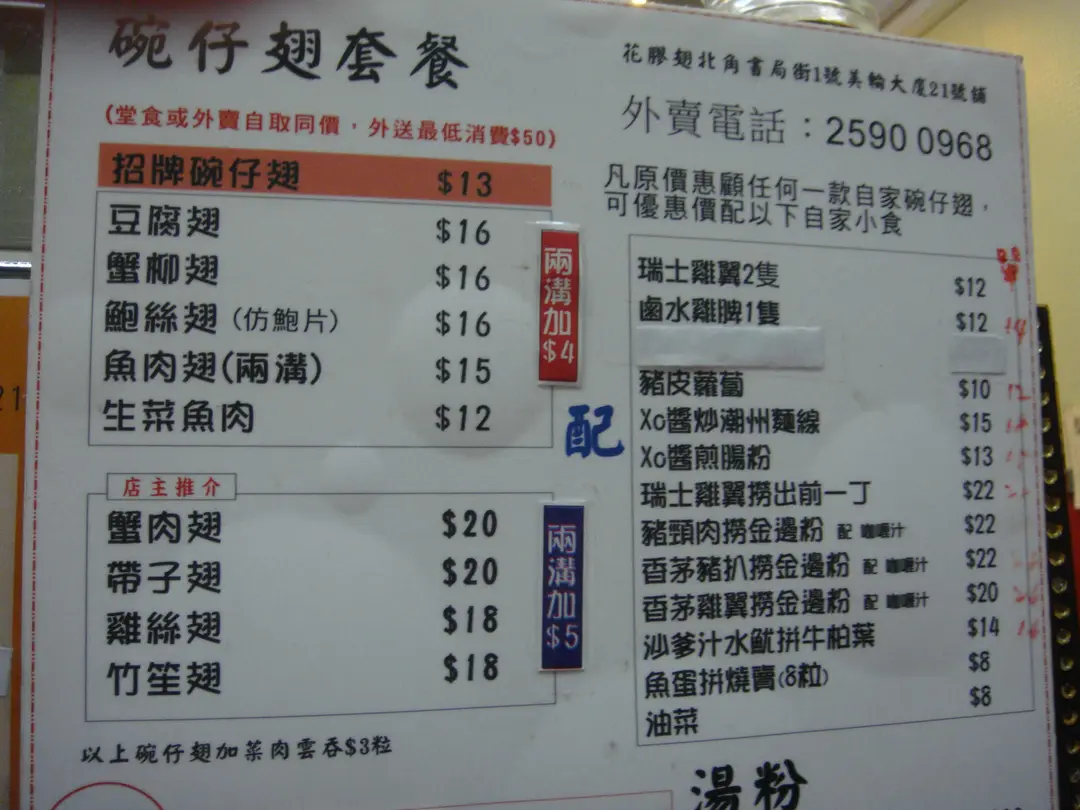 碗仔翅套餐
(堂食或外賣自取同價，外送最低消費$50)
招牌碗仔翅 $13
豆腐翅 $16
蟹柳翅 $16
鮑絲翅 (仿鮑片) $16
魚肉翅(兩溝) $15
生菜魚肉 $12
兩溝加$4
店主推介
蟹肉翅 $20
帶子翅 $20
雞絲翅 $18
竹笙翅 $18
兩溝加$5
以上碗仔翅加菜肉雲吞$3粒
配
花膠翅北角書局街1號美輪大廈21號舖
外賣電話：2590 0968
凡原價惠顧任何一款自家碗仔翅，
可優惠價配以下自家小食
瑞士雞翼2隻 $12
鹵水雞脾1隻 $12
豬皮蘿蔔 $10
Xo醬炒潮州麵線 $15
Xo醬煎腸粉 $13
瑞士雞翼撈出前一丁 $22
豬頸肉撈金邊粉 配 咖喱汁 $22
香茅豬扒撈金邊粉 配 咖喱汁 $22
香茅雞翼撈金邊粉 配 咖喱汁 $20
沙爹汁水魷拼牛柏葉 $14
魚蛋拼燒賣(8粒) $8
油菜 $8
湯粉